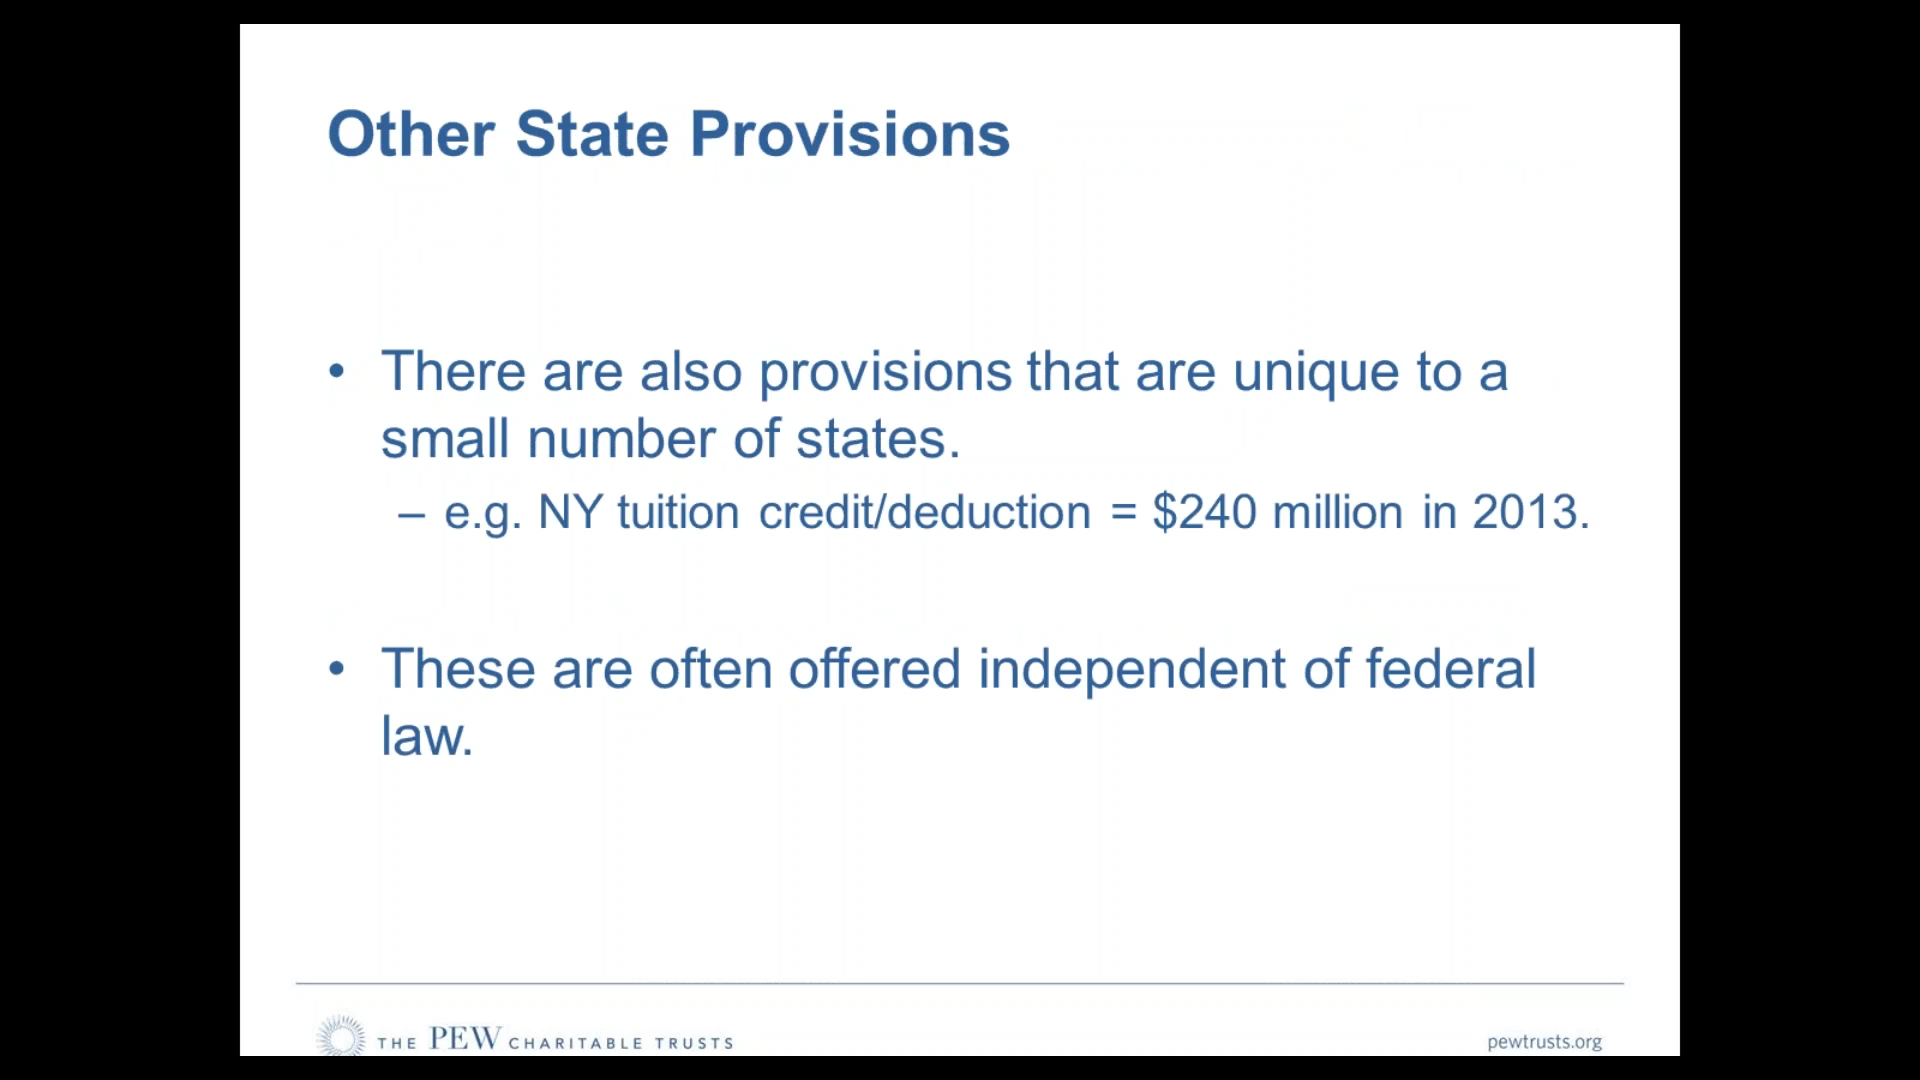 Other State Provisions
• There are also provisions that are unique to a
small number of states.
– e.g. NY tuition credit/deduction = $240 million in 2013.
• These are often offered independent of federal
law.
THE PEW CHARITABLE TRUSTS
pewtrusts.org